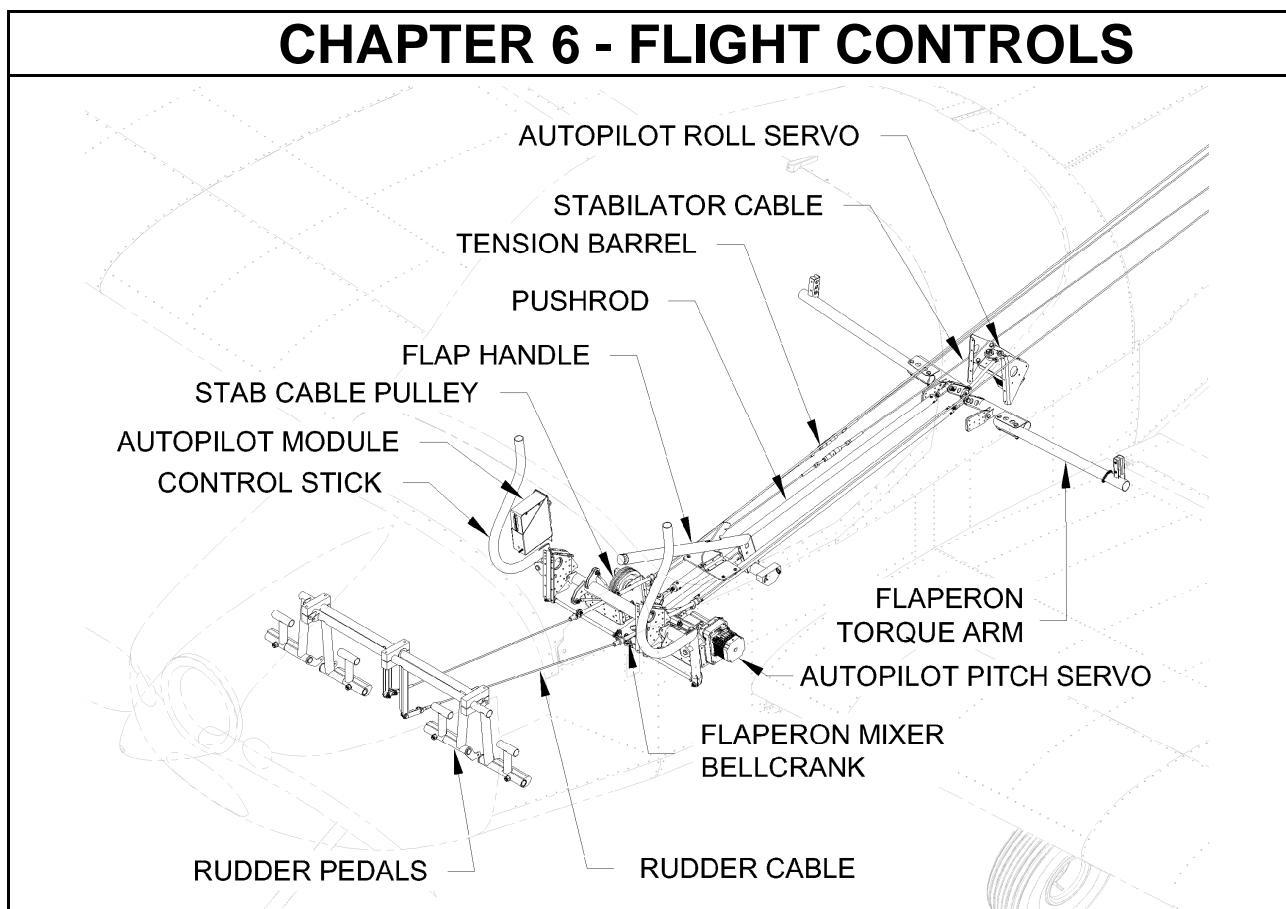 CHAPTER 6 - FLIGHT CONTROLS
AUTOPILOT ROLL SERVO
STABILATOR CABLE
TENSION BARREL
PUSHROD
FLAP HANDLE
STAB CABLE PULLEY
AUTOPILOT MODULE
CONTROL STICK
FLAPERON
TORQUE ARM
AUTOPILOT PITCH SERVO
FLAPERON MIXER
BELLCRANK
RUDDER PEDALS
RUDDER CABLE